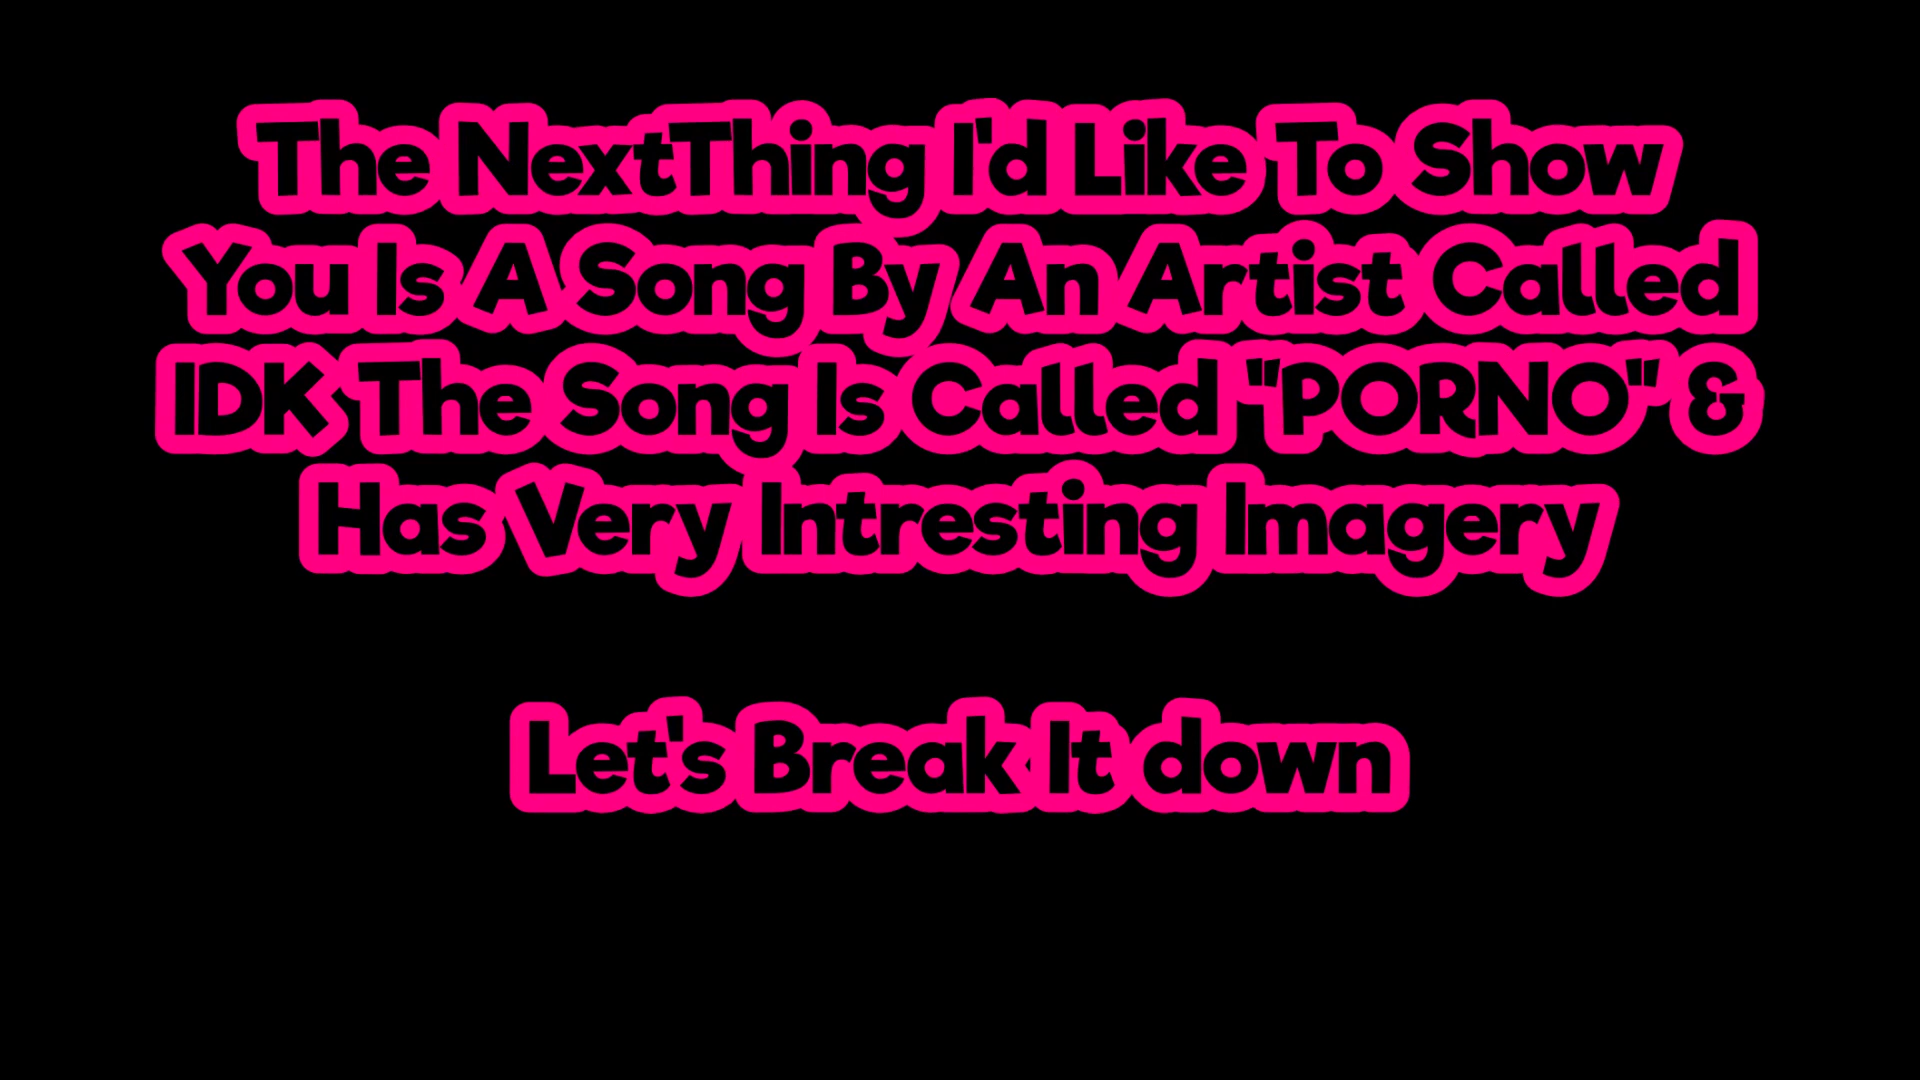 The NextThing I'd Like To Show
You Is A Song By An Artist Called
IDK The Song Is Called "PORNO" &
Has Very Intresting Imagery
Let's Break It down